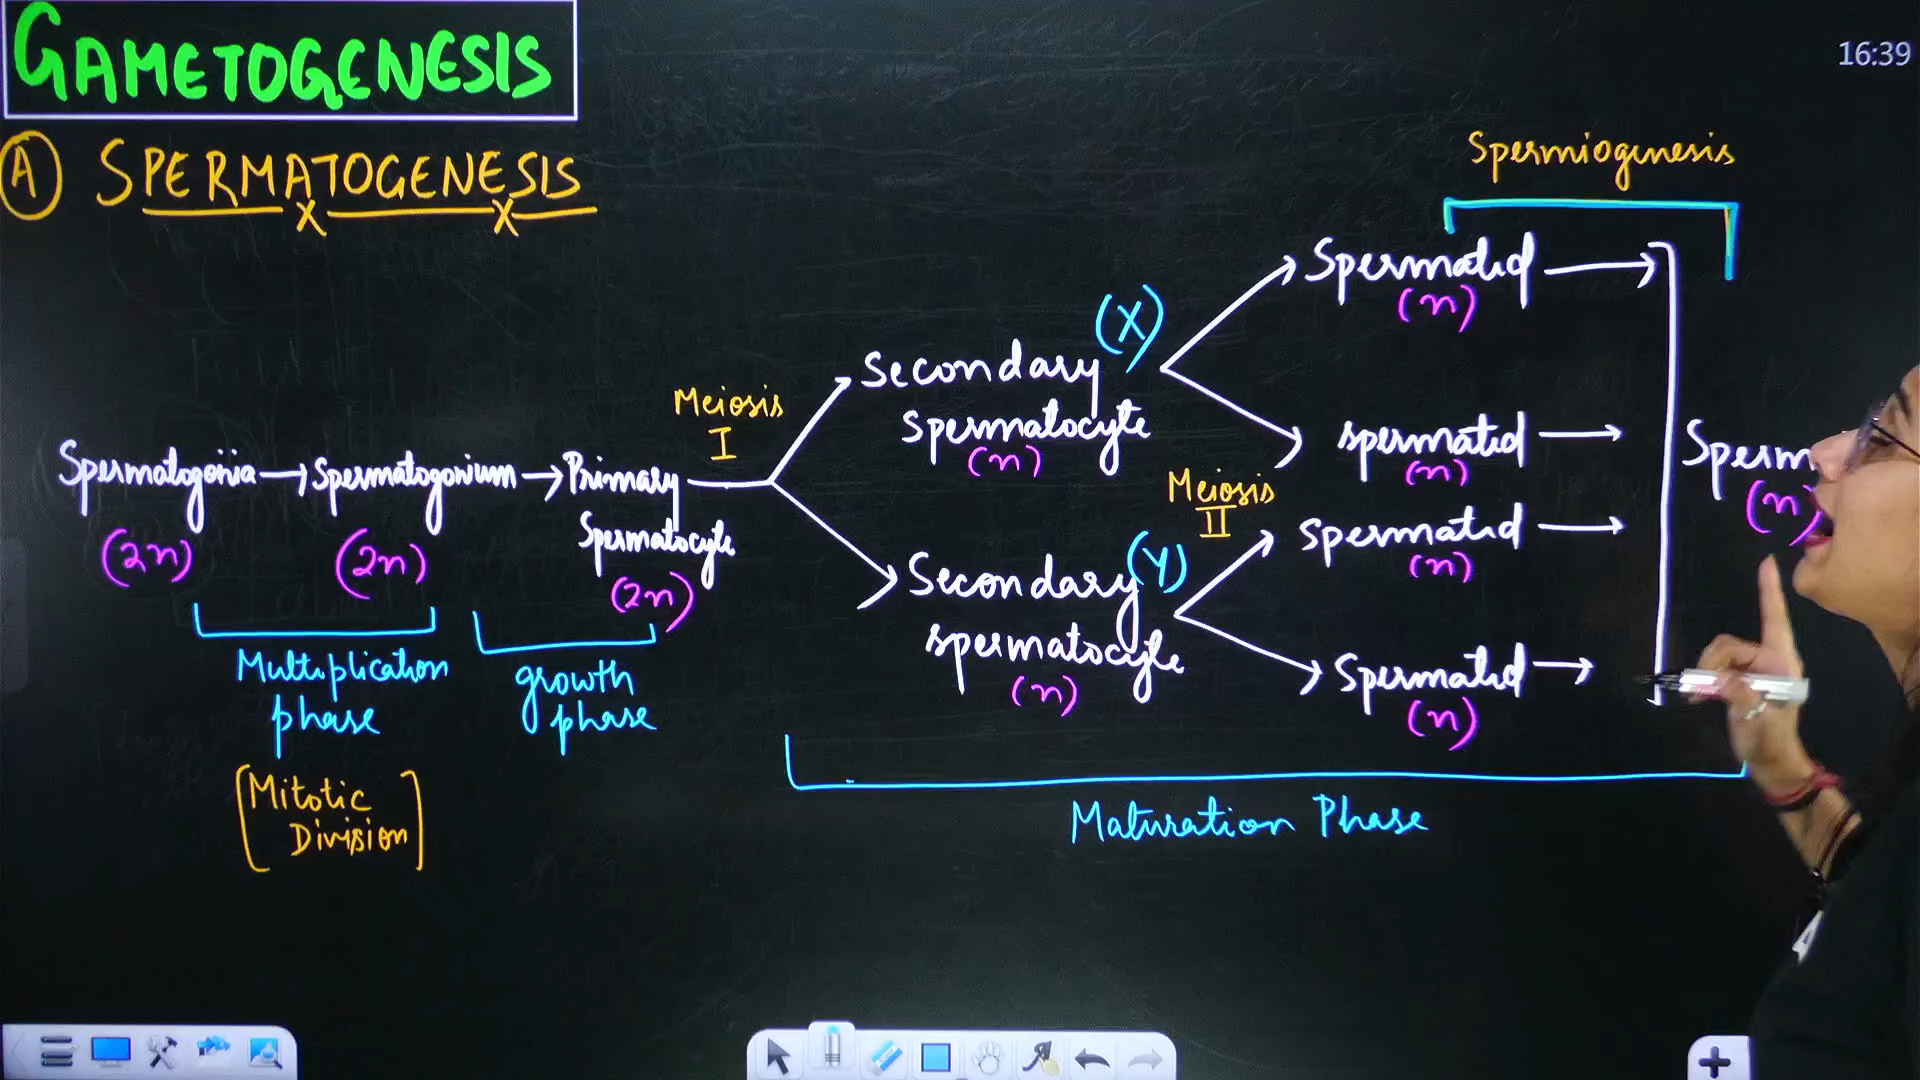 GAMETOGENESIS
16:39
A SPERMATOGENESIS
X X
Spermiogenesis
Spermatid
(n)
(X)
Secondary
spermatocyte
(n)
Meiosis
I
spermatid
(n)
Spermatogonia → Spermatogonium → Primary
Spermatocyte
(2n) (2n) (2n)
Sperm
(n)
Meiosis
II
spermatid
(n)
Secondary (Y)
spermatocyte
(n)
Spermatid
(n)
Multiplication
phase
growth
phase
[Mitotic
Division]
Maturation Phase